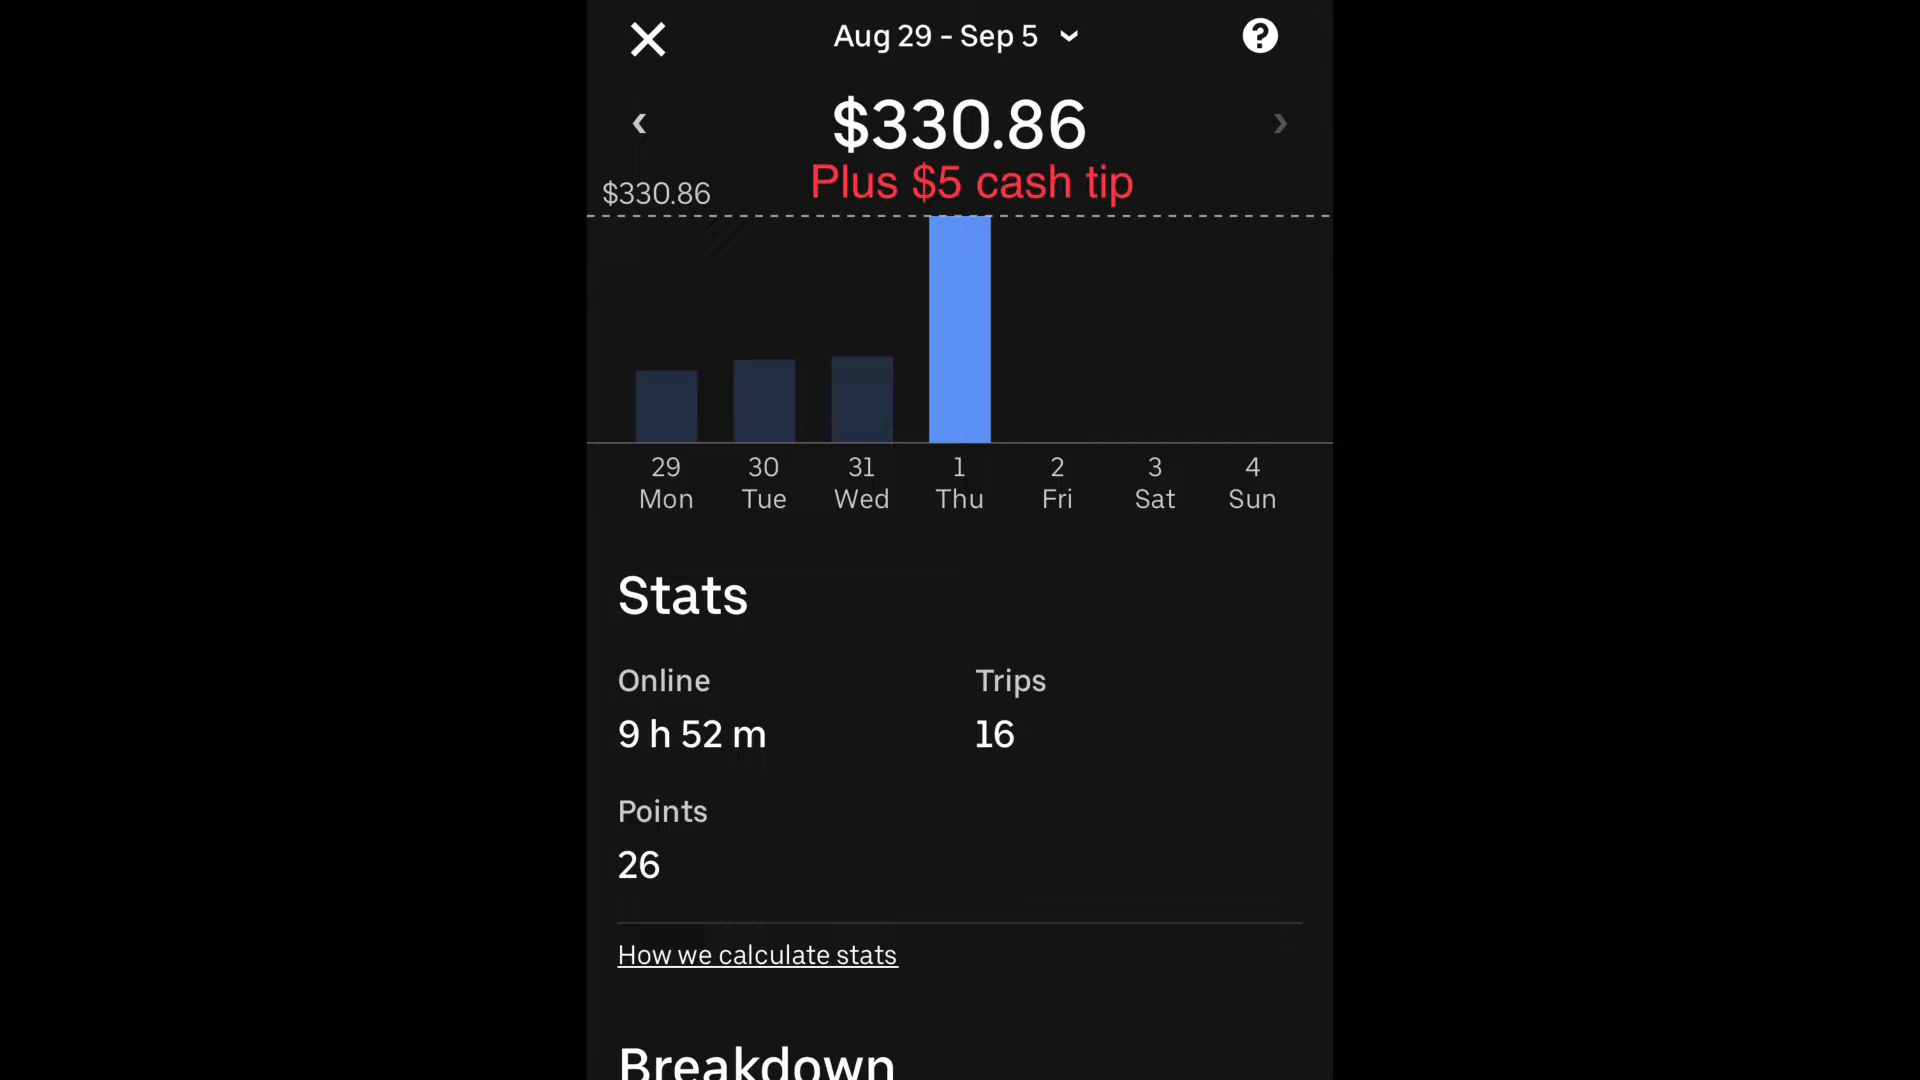 Aug 29 - Sep 5
$330.86
Plus $5 cash tip
$330.86
29 30 31 1 2 3 4
Mon Tue Wed Thu Fri Sat Sun
Stats
Online Trips
9 h 52 m 16
Points
26
How we calculate stats
Breakdown